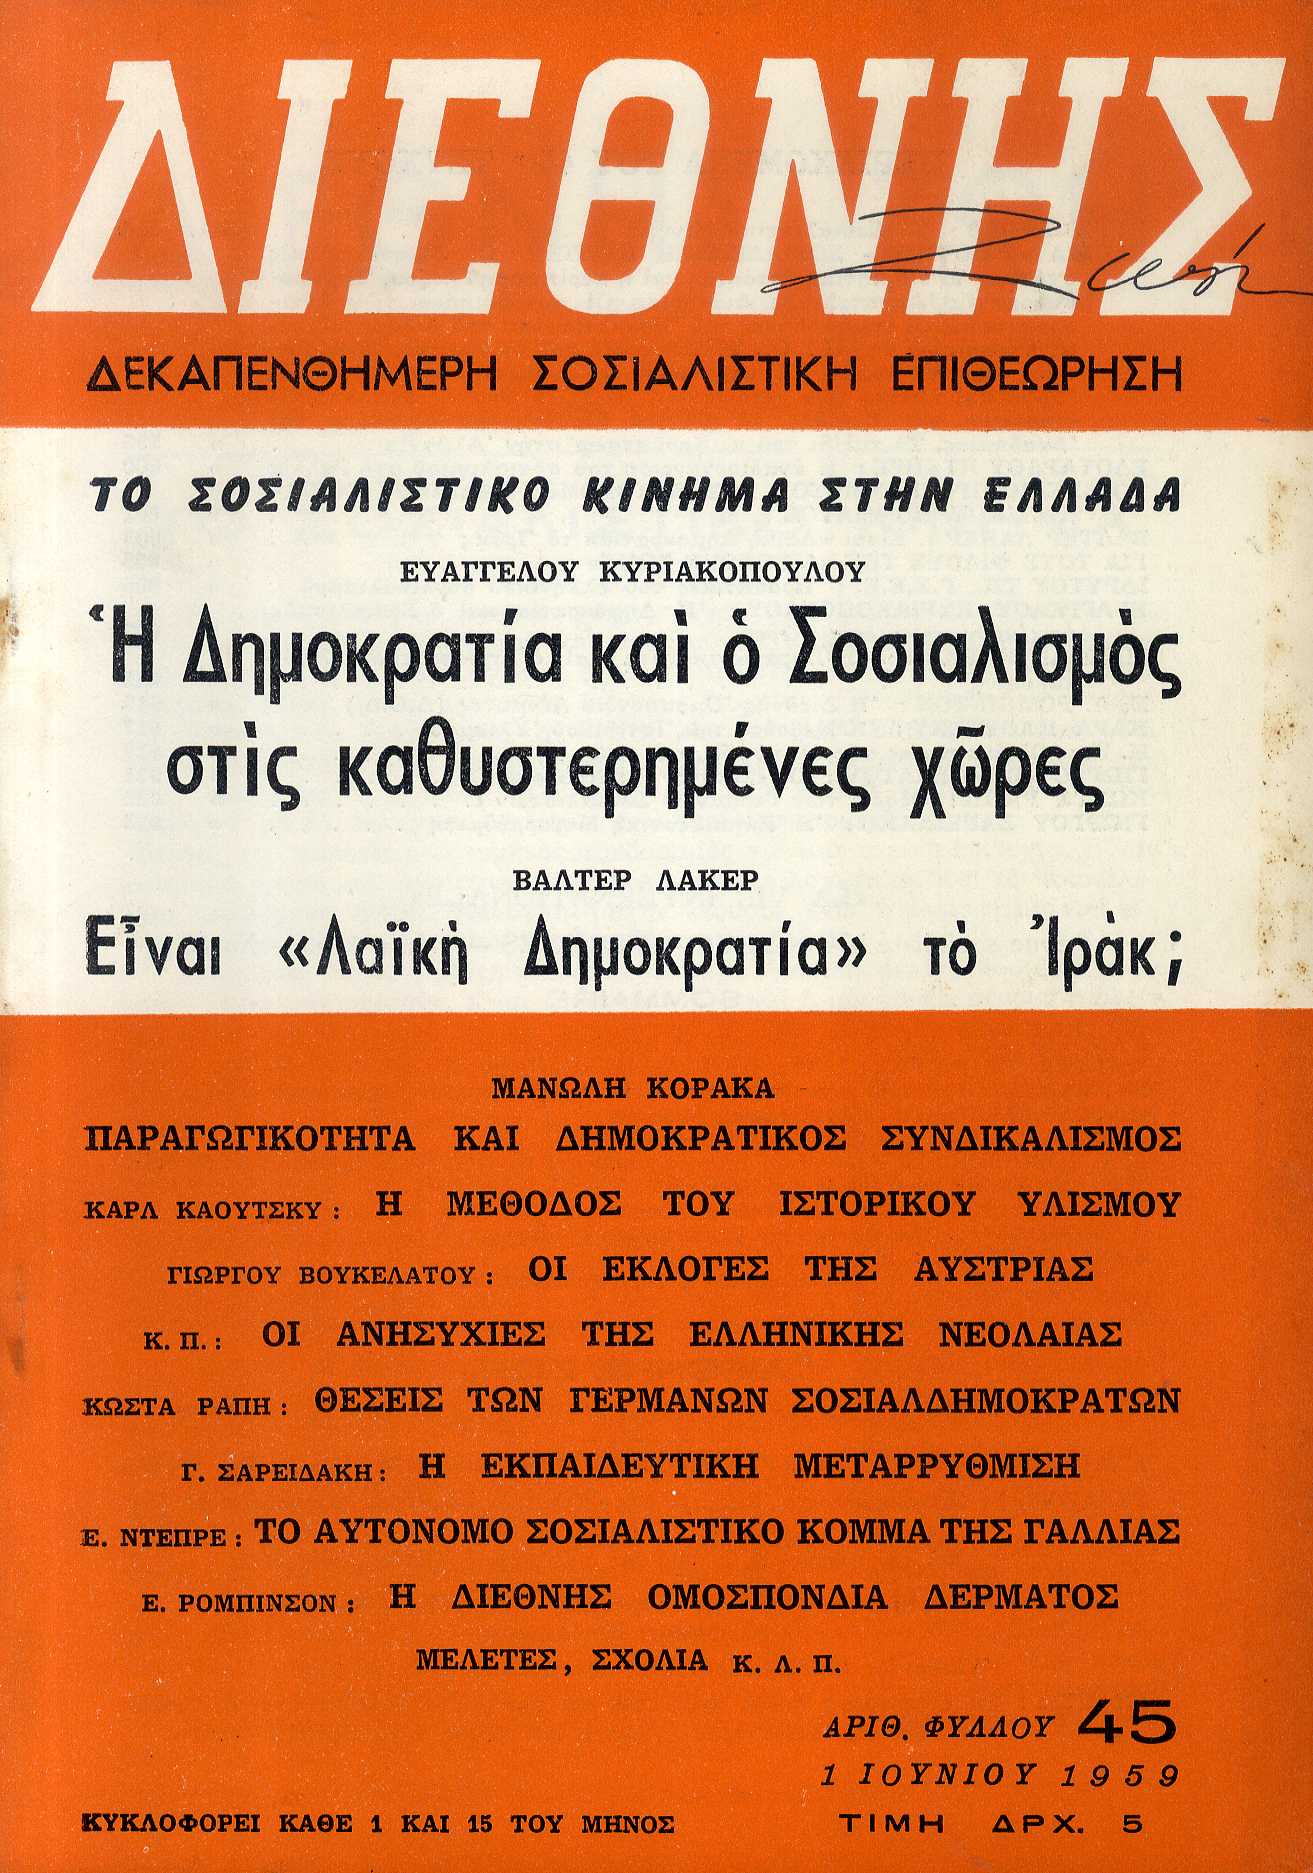 ΔΙΕΘΝΗΣ
ΔΕΚΑΠΕΝΘΗΜΕΡΗ ΣΟΣΙΑΛΙΣΤΙΚΗ ΕΠΙΘΕΩΡΗΣΗ
ΤΟ ΣΟΣΙΑΛΙΣΤΙΚΟ ΚΙΝΗΜΑ ΣΤΗΝ ΕΛΛΑΔΑ
ΕΥΑΓΓΕΛΟΥ ΚΥΡΙΑΚΟΠΟΥΛΟΥ
Ἡ Δημοκρατία καὶ ὁ Σοσιαλισμὸς
στὶς καθυστερημένες χῶρες
ΒΑΛΤΕΡ ΛΑΚΕΡ
Εἶναι «Λαϊκὴ Δημοκρατία» τὸ Ἰρὰκ;
ΜΑΝΩΛΗ ΚΟΡΑΚΑ
ΠΑΡΑΓΩΓΙΚΟΤΗΤΑ ΚΑΙ ΔΗΜΟΚΡΑΤΙΚΟΣ ΣΥΝΔΙΚΑΛΙΣΜΟΣ
ΚΑΡΛ ΚΑΟΥΤΣΚΥ: Η ΜΕΘΟΔΟΣ ΤΟΥ ΙΣΤΟΡΙΚΟΥ ΥΛΙΣΜΟΥ
ΓΙΩΡΓΟΥ ΒΟΥΚΕΛΑΤΟΥ: ΟΙ ΕΚΛΟΓΕΣ ΤΗΣ ΑΥΣΤΡΙΑΣ
Κ. Π.: ΟΙ ΑΝΗΣΥΧΙΕΣ ΤΗΣ ΕΛΛΗΝΙΚΗΣ ΝΕΟΛΑΙΑΣ
ΚΩΣΤΑ ΡΑΠΗ: ΘΕΣΕΙΣ ΤΩΝ ΓΕΡΜΑΝΩΝ ΣΟΣΙΑΛΔΗΜΟΚΡΑΤΩΝ
Γ. ΣΑΡΕΙΔΑΚΗ: Η ΕΚΠΑΙΔΕΥΤΙΚΗ ΜΕΤΑΡΡΥΘΜΙΣΗ
Ε. ΝΤΕΠΡΕ: ΤΟ ΑΥΤΟΝΟΜΟ ΣΟΣΙΑΛΙΣΤΙΚΟ ΚΟΜΜΑ ΤΗΣ ΓΑΛΛΙΑΣ
Ε. ΡΟΜΠΙΝΣΟΝ: Η ΔΙΕΘΝΗΣ ΟΜΟΣΠΟΝΔΙΑ ΔΕΡΜΑΤΟΣ
ΜΕΛΕΤΕΣ, ΣΧΟΛΙΑ Κ. Λ. Π.
ΑΡΙΘ. ΦΥΛΛΟΥ 45
1 ΙΟΥΝΙΟΥ 1959
ΚΥΚΛΟΦΟΡΕΙ ΚΑΘΕ 1 ΚΑΙ 15 ΤΟΥ ΜΗΝΟΣ
ΤΙΜΗ ΔΡΧ. 5